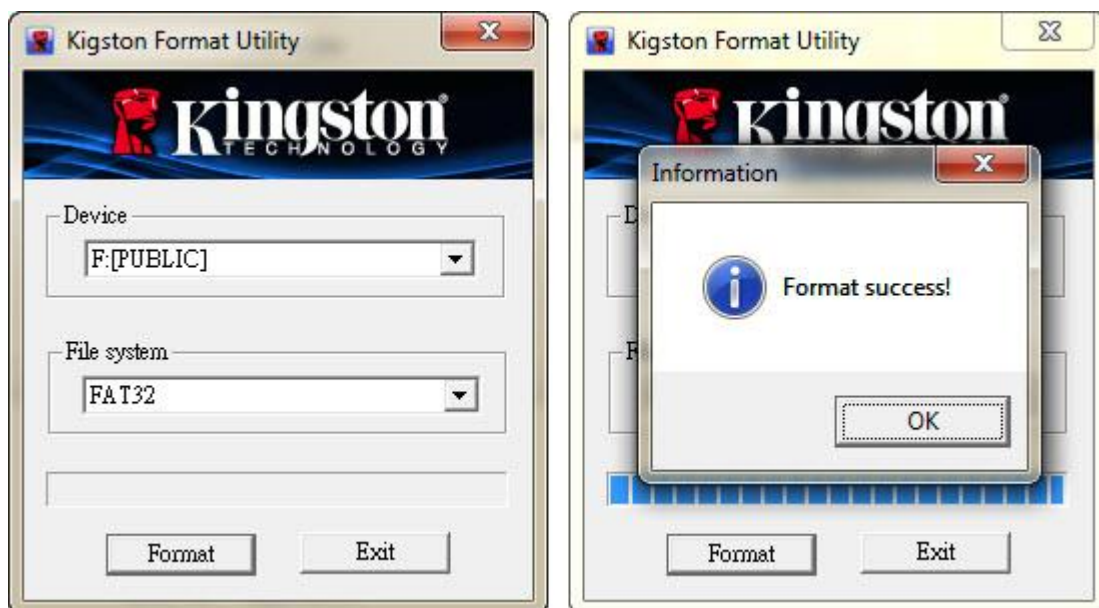 Kigston Format Utility
Kingston
TECHNOLOGY
Device
F:[PUBLIC]
File system
FAT32
Format
Exit
Kigston Format Utility
Kingston
Information
Format success!
OK
Format
Exit